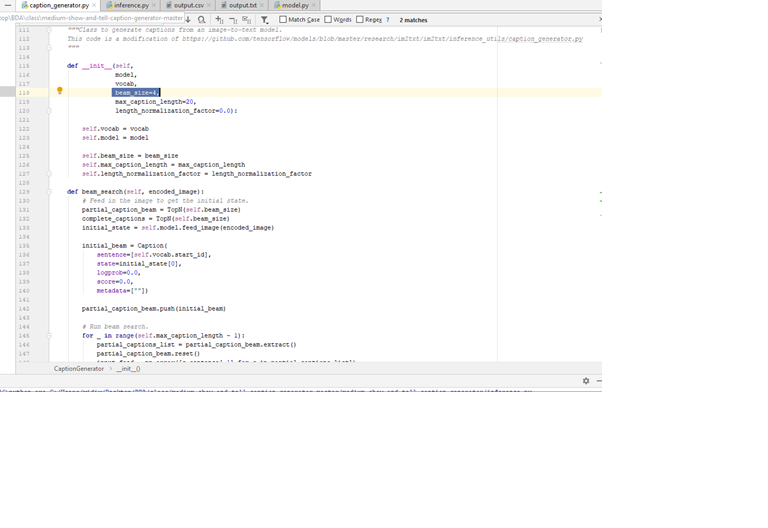 caption_generator.py inference.py output.csv output.txt model.py
top\BDA\class\medium-show-and-tell-caption-generator-master Match Case Words Regex ? 2 matches
111 """Class to generate captions from an image-to-text model.
112 This code is a modification of https://github.com/tensorflow/models/blob/master/research/im2txt/im2txt/inference_utils/caption_generator.py
113 """
114
115 def __init__(self,
116 model,
117 vocab,
118 beam_size=4,
119 max_caption_length=20,
120 length_normalization_factor=0.0):
121
122 self.vocab = vocab
123 self.model = model
124
125 self.beam_size = beam_size
126 self.max_caption_length = max_caption_length
127 self.length_normalization_factor = length_normalization_factor
128
129 def beam_search(self, encoded_image):
130 # Feed in the image to get the initial state.
131 partial_caption_beam = TopN(self.beam_size)
132 complete_captions = TopN(self.beam_size)
133 initial_state = self.model.feed_image(encoded_image)
134
135 initial_beam = Caption(
136 sentence=[self.vocab.start_id],
137 state=initial_state[0],
138 logprob=0.0,
139 score=0.0,
140 metadata=[""])
141
142 partial_caption_beam.push(initial_beam)
143
144 # Run beam search.
145 for _ in range(self.max_caption_length - 1):
146 partial_captions_list = partial_caption_beam.extract()
147 partial_caption_beam.reset()
CaptionGenerator › __init__()